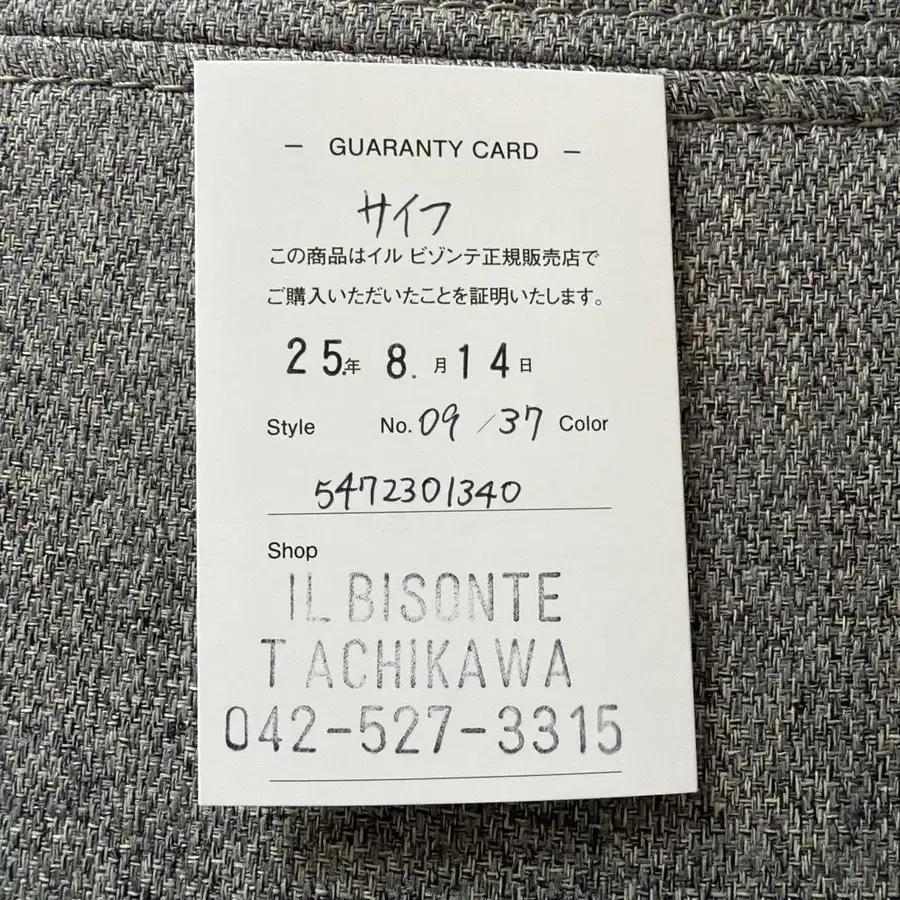 — GUARANTY CARD —
サイフ
この商品はイル ビゾンテ正規販売店で
ご購入いただいたことを証明いたします。
25.年 8.月14日
Style No. 09/37 Color
5472301340
Shop
IL BISONTE
TACHIKAWA
042-527-3315